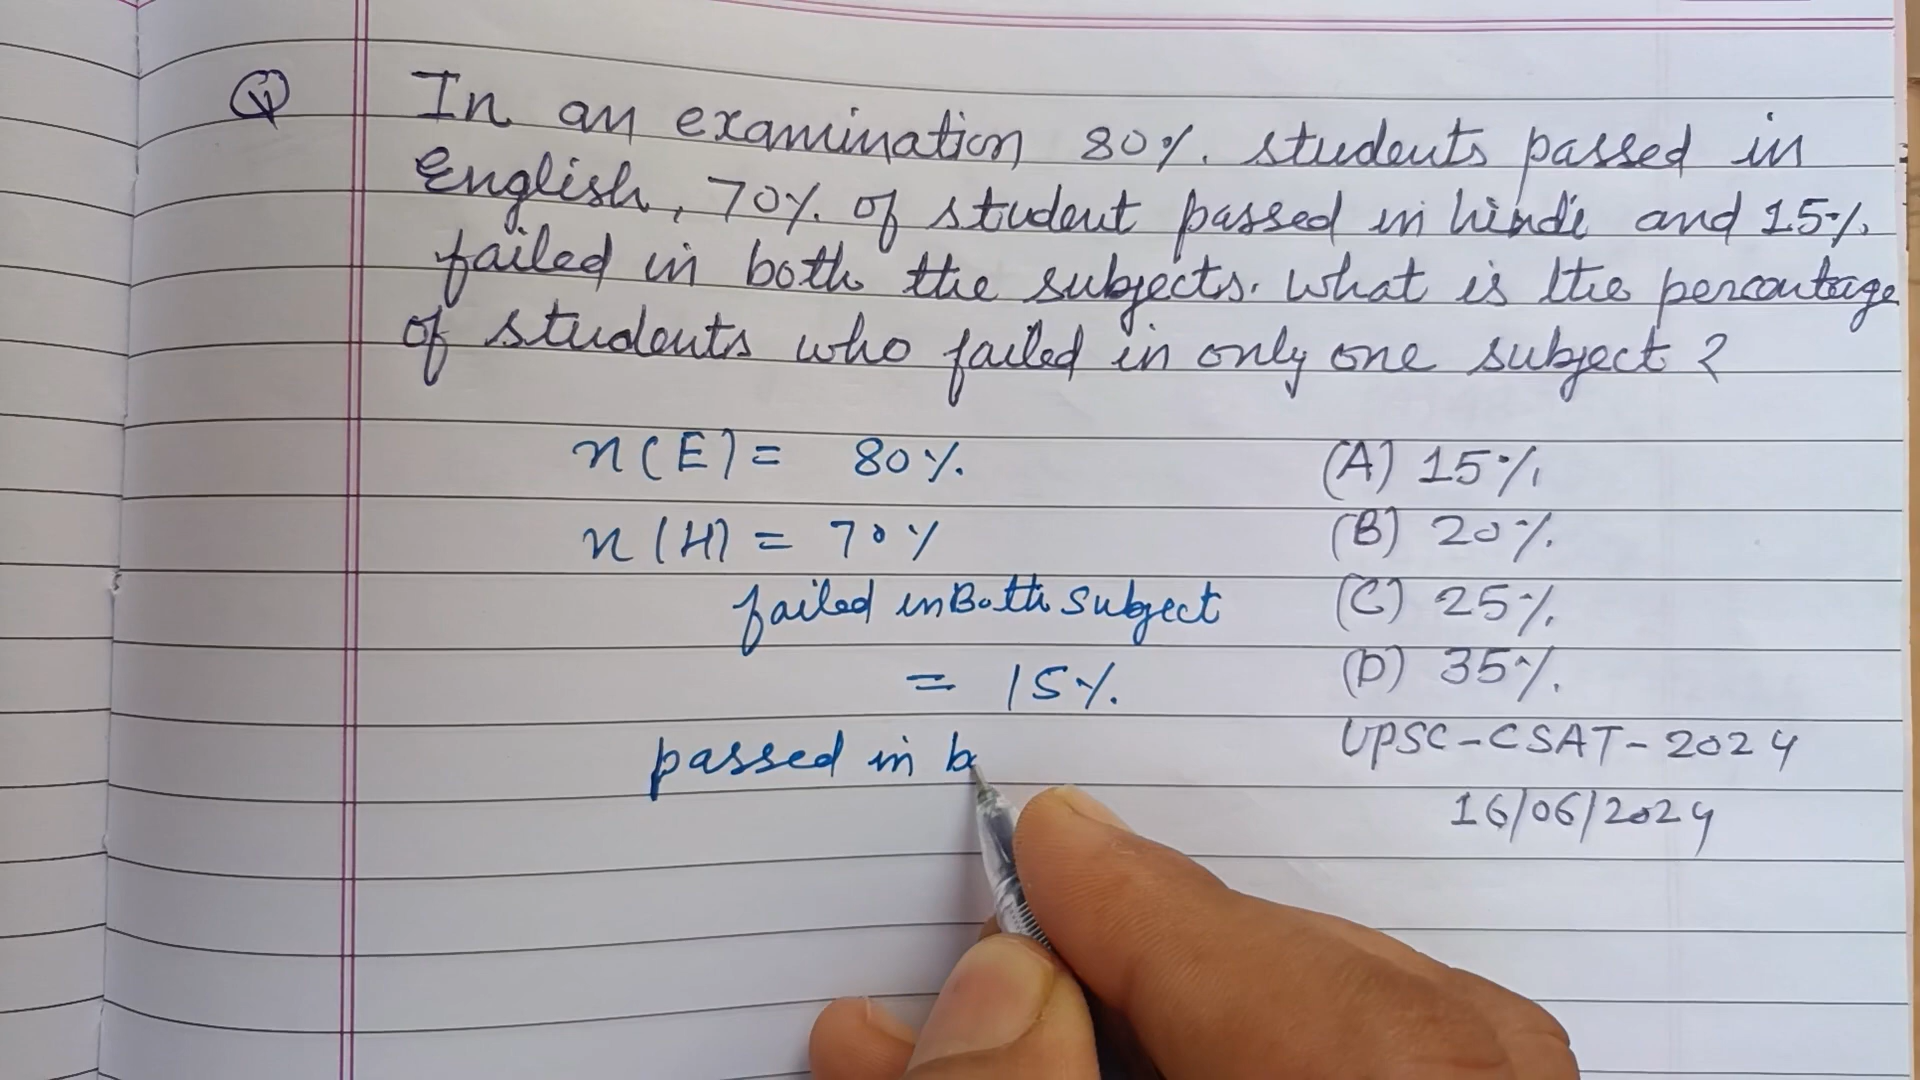 Q In an examination 80%. students passed in
English, 70%. of student passed in hindi and 15%.
failed in both the subjects. what is the percentage
of students who failed in only one subject ?
n(E) = 80%. (A) 15%
n(H) = 70% (B) 20%.
failed in Both subject (C) 25%.
= 15%. (D) 35%.
passed in b UPSC-CSAT-2024
16/06/2024